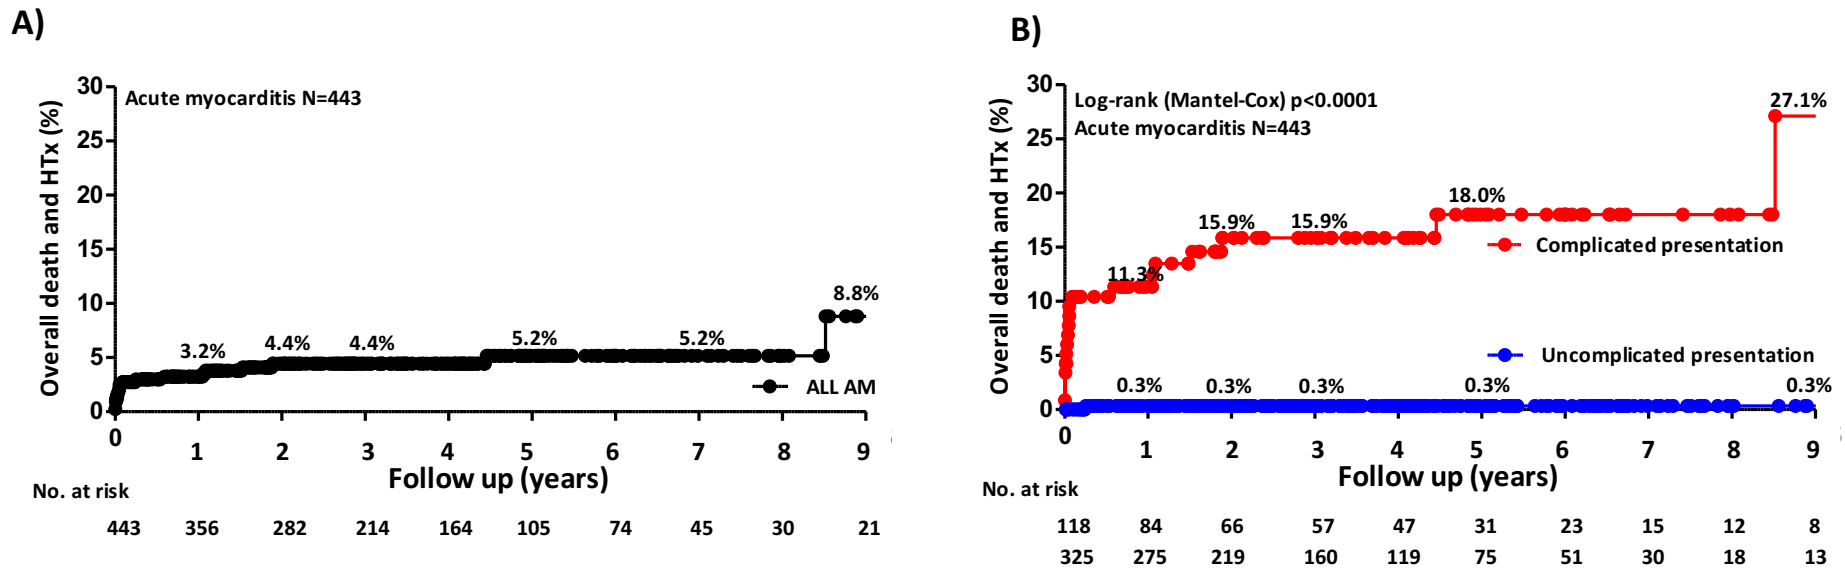 A)
Overall death and HTx (%)
30
25
20
15
10
5
0
Acute myocarditis N=443
3.2%
4.4%
4.4%
5.2%
5.2%
8.8%
ALL AM
0 1 2 3 4 5 6 7 8 9
Follow up (years)
No. at risk
443 356 282 214 164 105 74 45 30 21
B)
Overall death and HTx (%)
30
25
20
15
10
5
0
Log-rank (Mantel-Cox) p<0.0001
Acute myocarditis N=443
11.3%
15.9%
15.9%
18.0%
27.1%
Complicated presentation
Uncomplicated presentation
0.3% 0.3% 0.3% 0.3% 0.3%
0 1 2 3 4 5 6 7 8 9
Follow up (years)
No. at risk
118 84 66 57 47 31 23 15 12 8
325 275 219 160 119 75 51 30 18 13